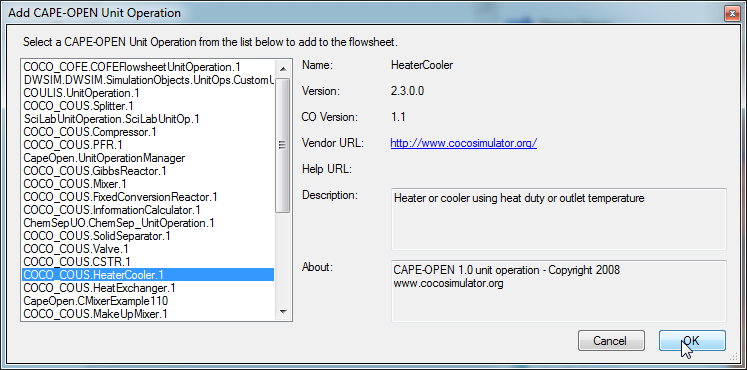 Add CAPE-OPEN Unit Operation
Select a CAPE-OPEN Unit Operation from the list below to add to the flowsheet.
COCO_COFE.COFEFlowsheetUnitOperation.1
DWSIM.DWSIM.SimulationObjects.UnitOps.CustomU
COULIS.UnitOperation.1
COCO_COUS.Splitter.1
SciLabUnitOperation.SciLabUnitOp.1
COCO_COUS.Compressor.1
COCO_COUS.PFR.1
CapeOpen.UnitOperationManager
COCO_COUS.GibbsReactor.1
COCO_COUS.Mixer.1
COCO_COUS.FixedConversionReactor.1
COCO_COUS.InformationCalculator.1
ChemSepUO.ChemSep_UnitOperation.1
COCO_COUS.SolidSeparator.1
COCO_COUS.Valve.1
COCO_COUS.CSTR.1
COCO_COUS.HeaterCooler.1
COCO_COUS.HeatExchanger.1
CapeOpen.CMixerExample110
COCO_COUS.MakeUpMixer.1
Name: HeaterCooler
Version: 2.3.0.0
CO Version: 1.1
Vendor URL: http://www.cocosimulator.org/
Help URL:
Description: Heater or cooler using heat duty or outlet temperature
About: CAPE-OPEN 1.0 unit operation - Copyright 2008
www.cocosimulator.org
Cancel OK